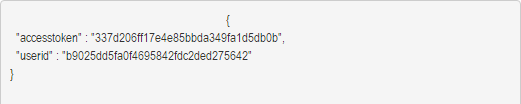 {
"accesstoken" : "337d206ff17e4e85bbda349fa1d5db0b",
"userid" : "b9025dd5fa0f4695842fdc2ded275642"
}